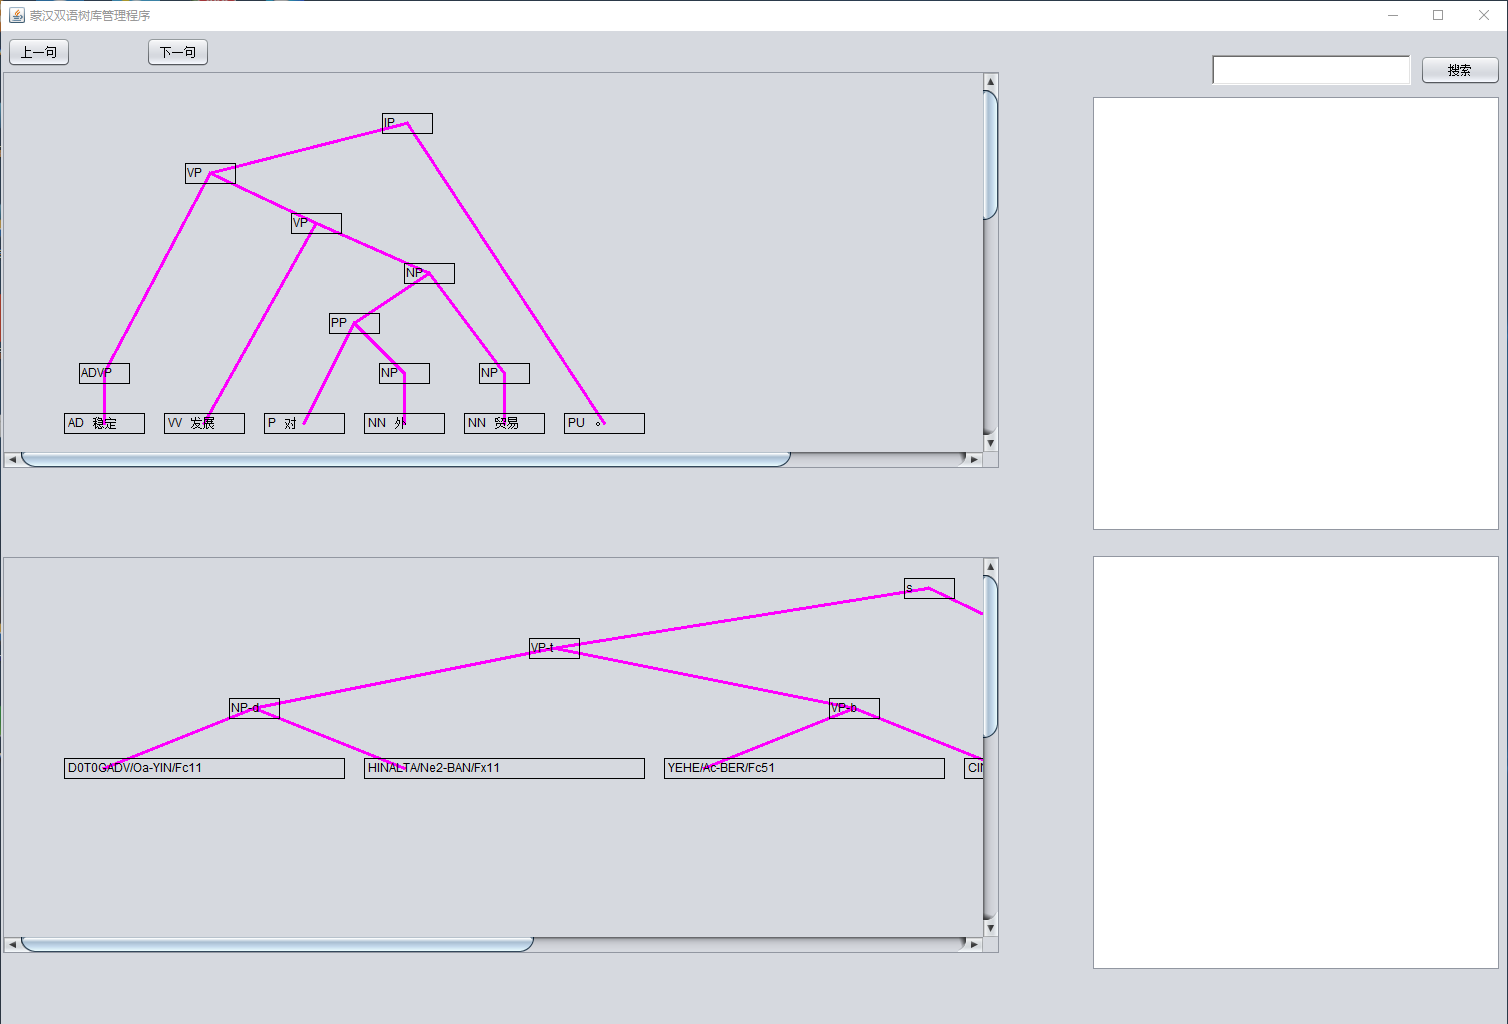 蒙汉双语树库管理程序
上一句 下一句
搜索
IP
VP
VP
NP
PP
ADVP NP NP
AD 稳定 VV 发展 P 对 NN 外 NN 贸易 PU 。
S
VP-t
NP-d VP-b
D0T0GADV/Oa-YIN/Fc11 HINALTA/Ne2-BAN/Fx11 YEHE/Ac-BER/Fc51